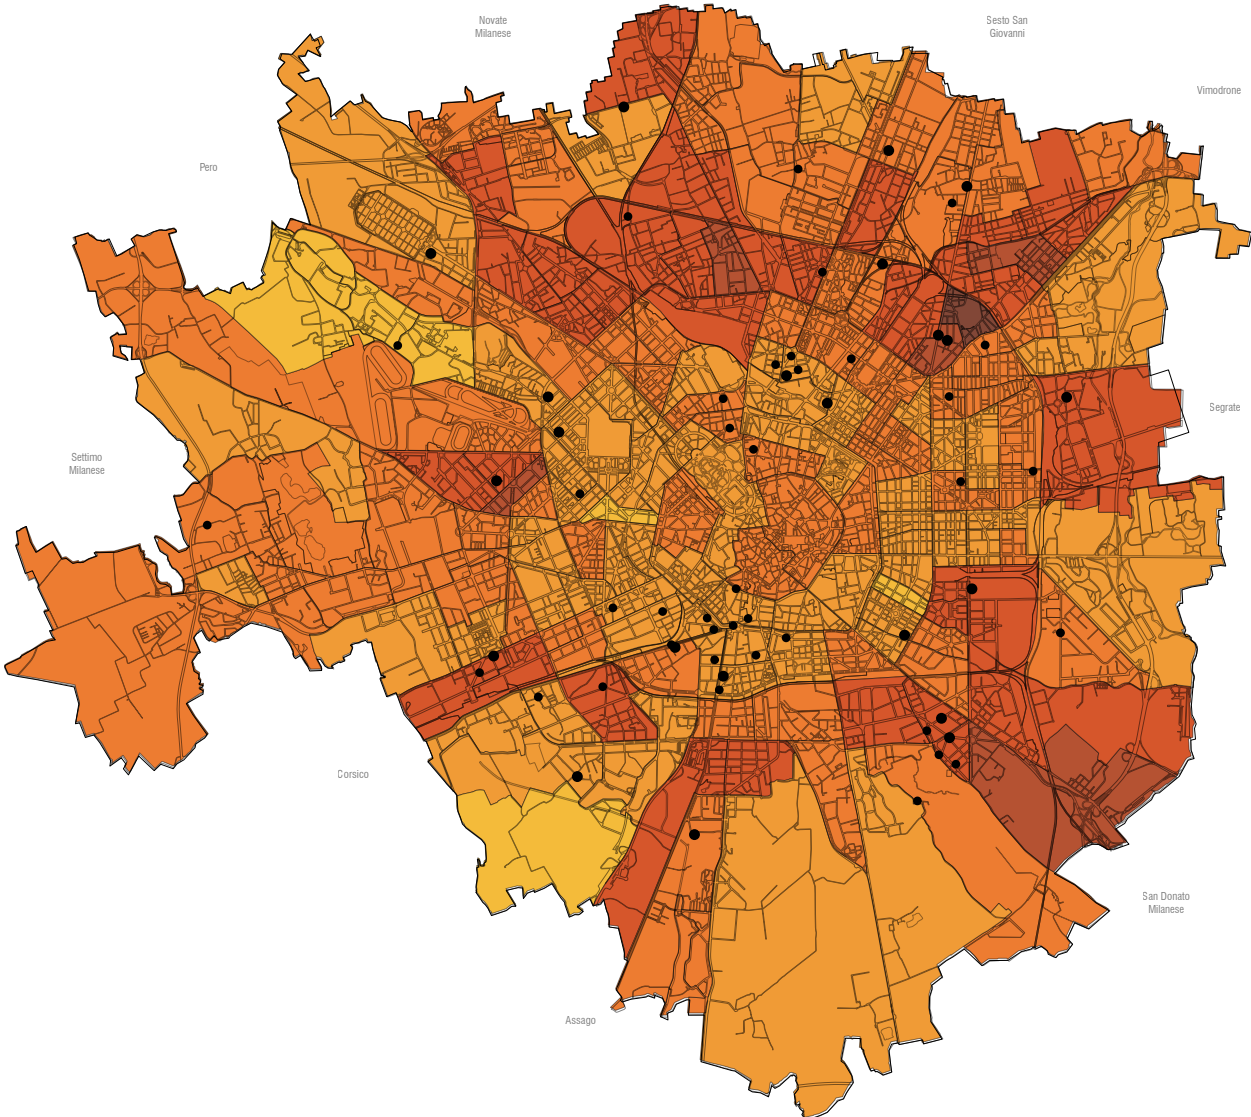 Novate
Milanese
Sesto San
Giovanni
Vimodrone
Pero
Segrate
Settimo
Milanese
Corsico
San Donato
Milanese
Assago